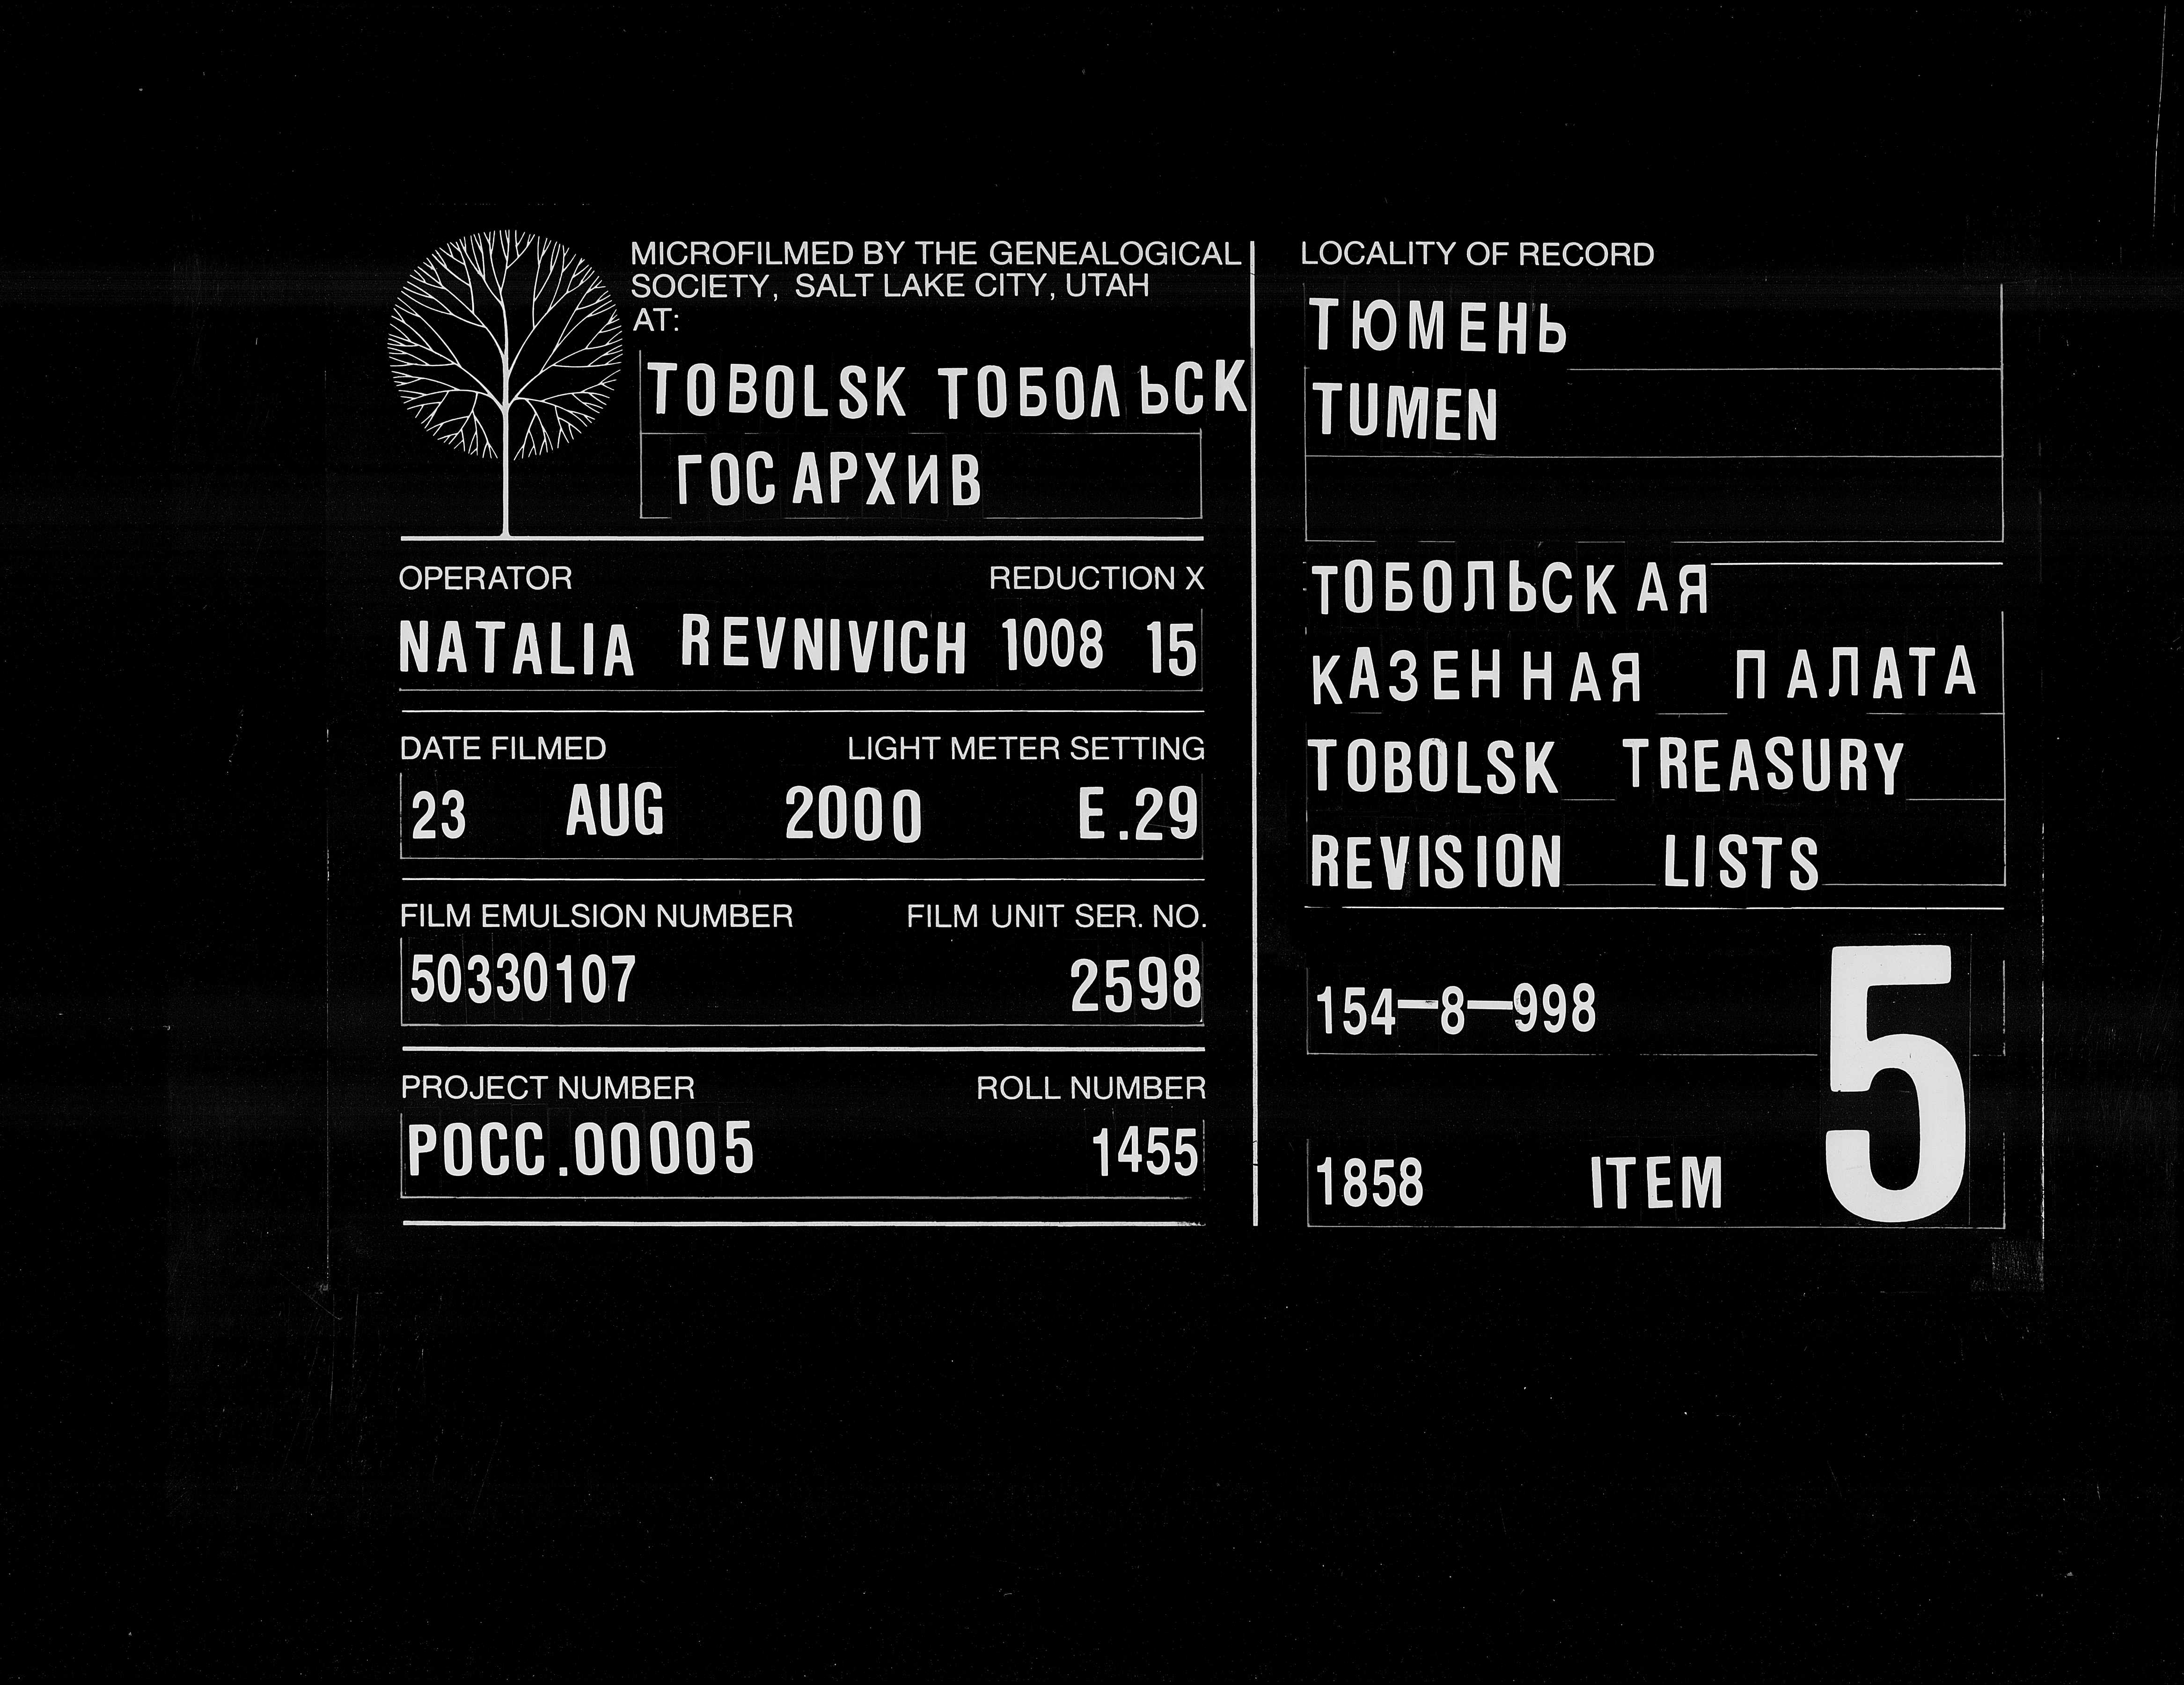 MICROFILMED BY THE GENEALOGICAL
SOCIETY, SALT LAKE CITY, UTAH
AT:
TOBOLSK ТОБОЛЬСК
ГОСАРХИВ
OPERATOR REDUCTION X
NATALIA REVNIVICH 1008 15
DATE FILMED LIGHT METER SETTING
23 AUG 2000 E.29
FILM EMULSION NUMBER FILM UNIT SER. NO.
50330107 2598
PROJECT NUMBER ROLL NUMBER
РОСС.00005 1455
LOCALITY OF RECORD
ТЮМЕНЬ
TUMEN
ТОБОЛЬСКАЯ
КАЗЕННАЯ ПАЛАТА
TOBOLSK TREASURY
REVISION LISTS
154—8—998
1858 ITEM 5